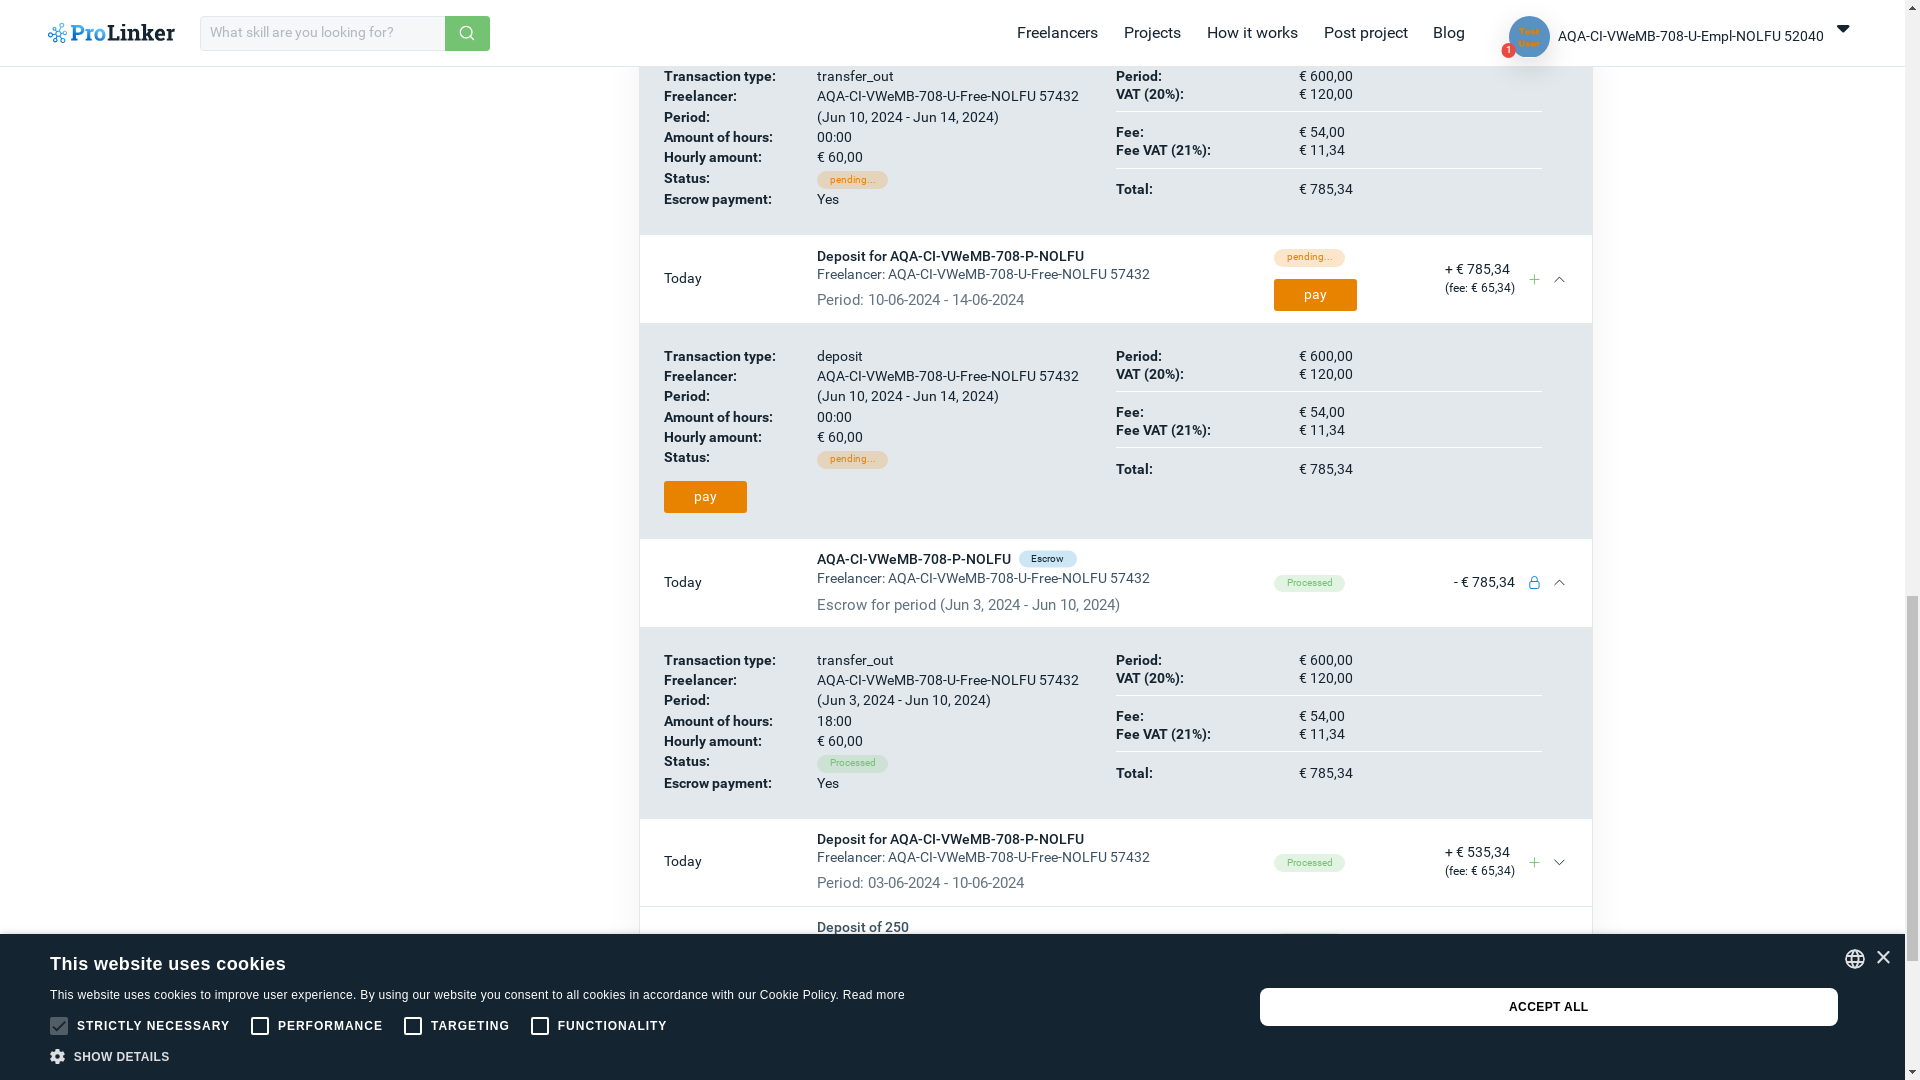 ProLinker
What skill are you looking for?
Freelancers
Projects
How it works
Post project
Blog
Test
User
1
AQA-CI-VWeMB-708-U-Empl-NOLFU 52040
Transaction type: transfer_out
Freelancer: AQA-CI-VWeMB-708-U-Free-NOLFU 57432
Period: (Jun 10, 2024 - Jun 14, 2024)
Amount of hours: 00:00
Hourly amount: € 60,00
Status: pending...
Escrow payment: Yes
Period: € 600,00
VAT (20%): € 120,00
Fee: € 54,00
Fee VAT (21%): € 11,34
Total: € 785,34
Today
Deposit for AQA-CI-VWeMB-708-P-NOLFU
Freelancer: AQA-CI-VWeMB-708-U-Free-NOLFU 57432
Period: 10-06-2024 - 14-06-2024
pending...
pay
+ € 785,34
(fee: € 65,34)
Transaction type: deposit
Freelancer: AQA-CI-VWeMB-708-U-Free-NOLFU 57432
Period: (Jun 10, 2024 - Jun 14, 2024)
Amount of hours: 00:00
Hourly amount: € 60,00
Status: pending...
pay
Period: € 600,00
VAT (20%): € 120,00
Fee: € 54,00
Fee VAT (21%): € 11,34
Total: € 785,34
Today
AQA-CI-VWeMB-708-P-NOLFU Escrow
Freelancer: AQA-CI-VWeMB-708-U-Free-NOLFU 57432
Escrow for period (Jun 3, 2024 - Jun 10, 2024)
Processed
- € 785,34
Transaction type: transfer_out
Freelancer: AQA-CI-VWeMB-708-U-Free-NOLFU 57432
Period: (Jun 3, 2024 - Jun 10, 2024)
Amount of hours: 18:00
Hourly amount: € 60,00
Status: Processed
Escrow payment: Yes
Period: € 600,00
VAT (20%): € 120,00
Fee: € 54,00
Fee VAT (21%): € 11,34
Total: € 785,34
Today
Deposit for AQA-CI-VWeMB-708-P-NOLFU
Freelancer: AQA-CI-VWeMB-708-U-Free-NOLFU 57432
Period: 03-06-2024 - 10-06-2024
Processed
+ € 535,34
(fee: € 65,34)
Deposit of 250
This website uses cookies
This website uses cookies to improve user experience. By using our website you consent to all cookies in accordance with our Cookie Policy. Read more
STRICTLY NECESSARY
PERFORMANCE
TARGETING
FUNCTIONALITY
SHOW DETAILS
ACCEPT ALL